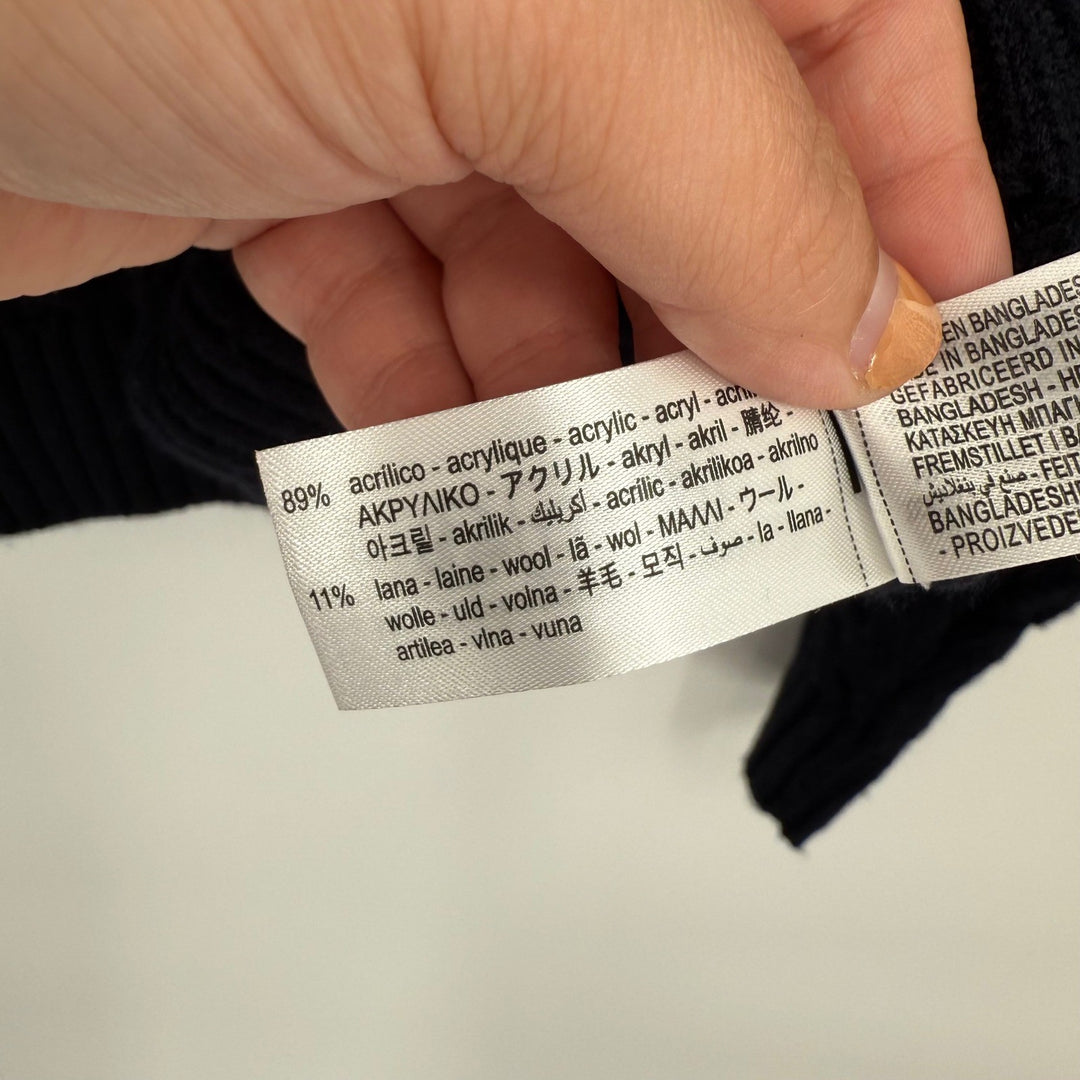 89% acrílico - acrylique - acrylic - acryl -
ΑΚΡΥΛΙΚΟ - アクリル - akryl - akril - 腈纶 -
아크릴 - akrilik - أكريليك - acrílic - akrilikoa - akrilno
11% lana - laine - wool - lã - wol - ΜΑΛΛΙ - ウール -
wolle - uld - volna - 羊毛 - 모직 - صوف - la - llana -
artilea - vlna - vuna
EN BANGLADES
IN BANGLADES
GEFABRICEERD IN
BANGLADESH -
ΚΑΤΑΣΚΕΥΗ ΜΠΑΓΚ
FREMSTILLET I BA
صنع في بنغلاديش - FEIT
BANGLADESH
- PROIZVEDE